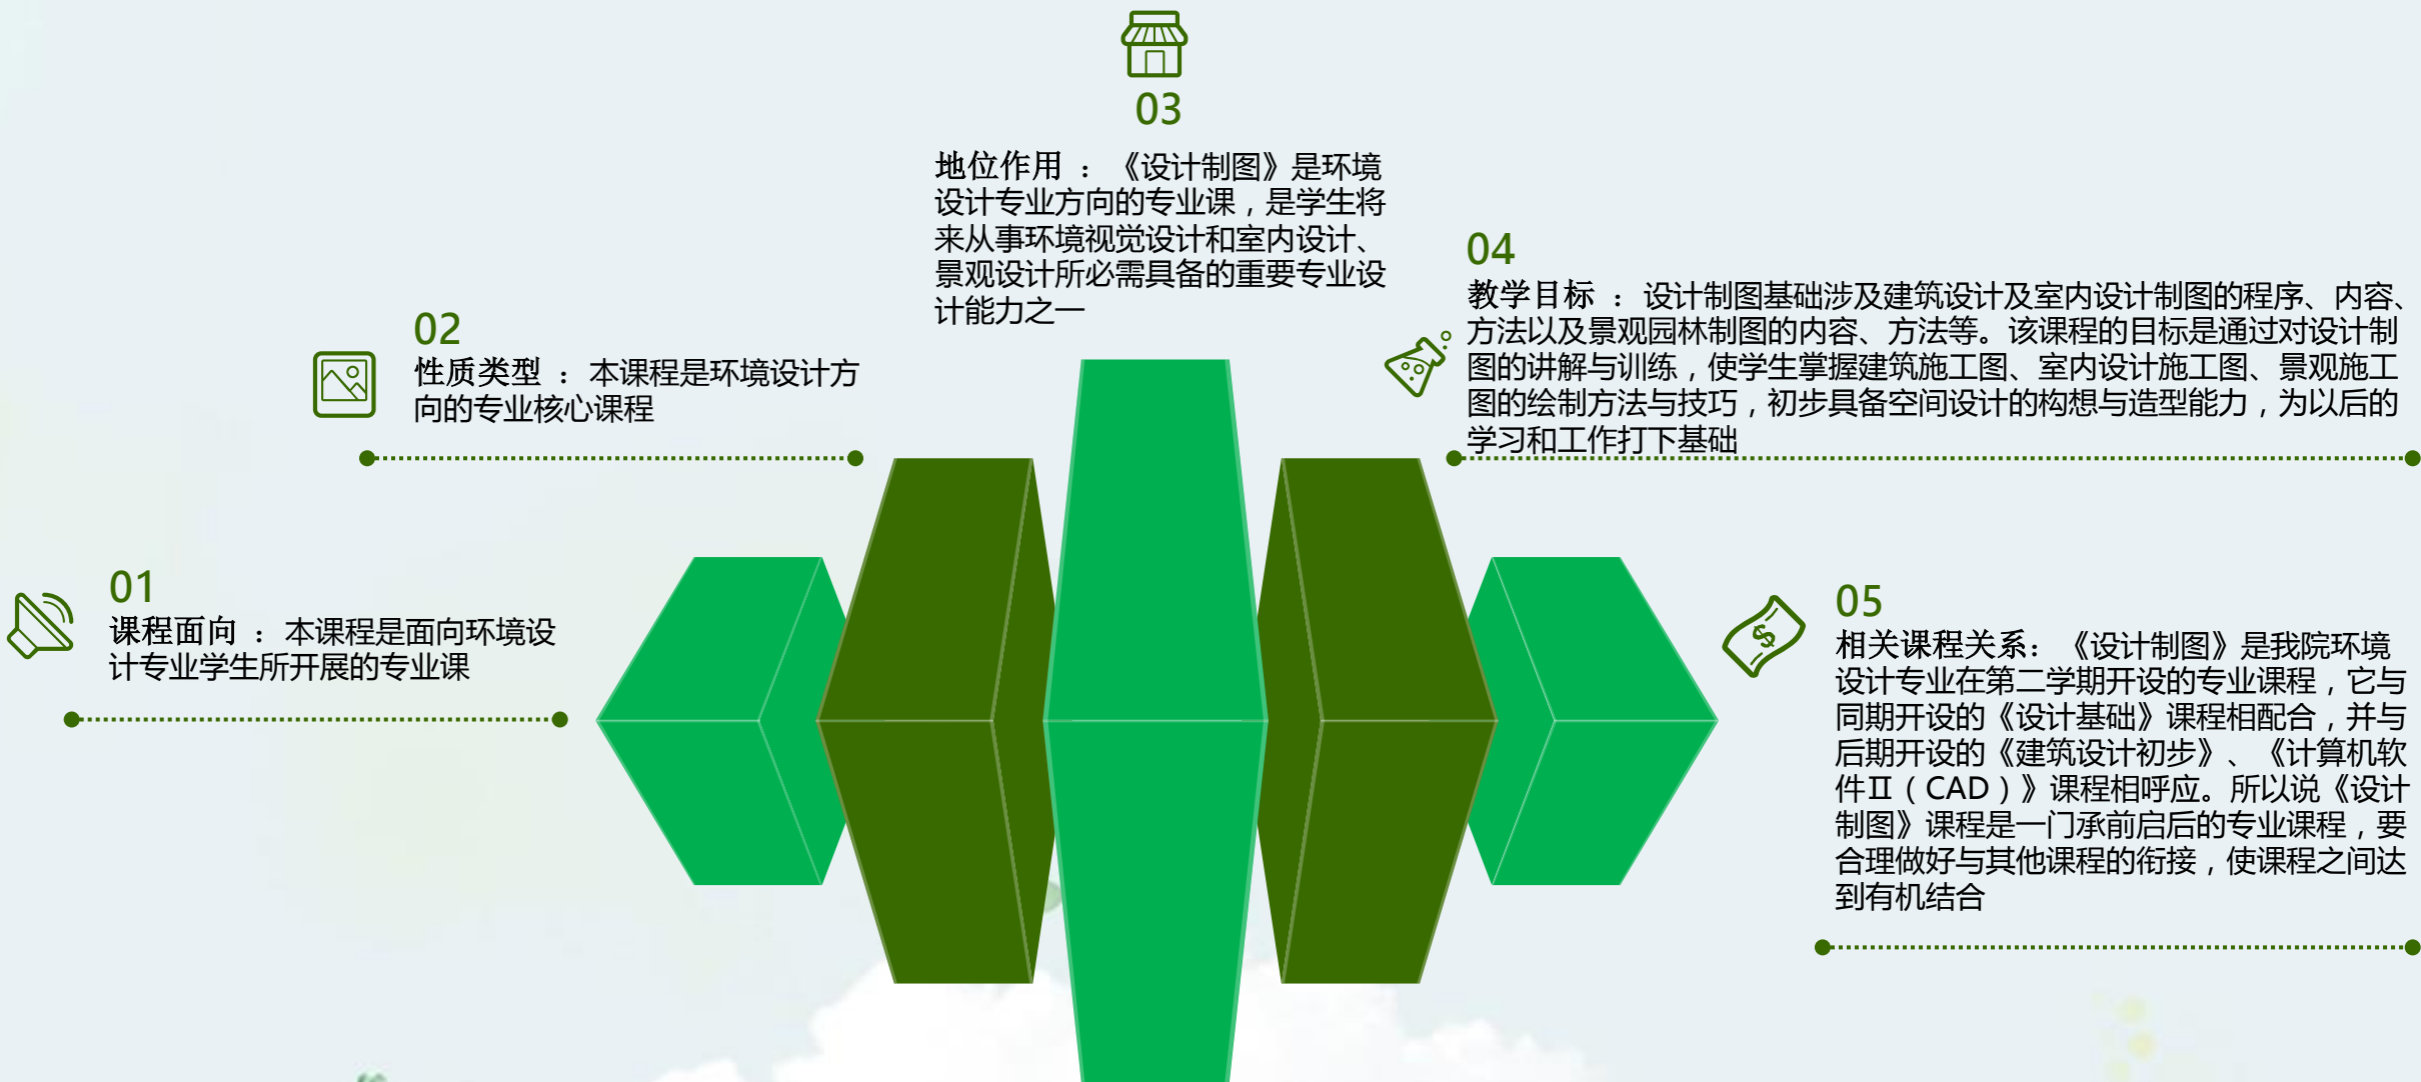 01
课程面向 ：本课程是面向环境设
计专业学生所开展的专业课
02
性质类型 ：本课程是环境设计方
向的专业核心课程
03
地位作用 ：《设计制图》是环境
设计专业方向的专业课，是学生将
来从事环境视觉设计和室内设计、
景观设计所必需具备的重要专业设
计能力之一
04
教学目标 ：设计制图基础涉及建筑设计及室内设计制图的程序、内容、
方法以及景观园林制图的内容、方法等。该课程的目标是通过对设计制
图的讲解与训练，使学生掌握建筑施工图、室内设计施工图、景观施工
图的绘制方法与技巧，初步具备空间设计的构想与造型能力，为以后的
学习和工作打下基础
05
相关课程关系：《设计制图》是我院环境
设计专业在第二学期开设的专业课程，它与
同期开设的《设计基础》课程相配合，并与
后期开设的《建筑设计初步》、《计算机软
件Ⅱ（CAD）》课程相呼应。所以说《设计
制图》课程是一门承前启后的专业课程，要
合理做好与其他课程的衔接，使课程之间达
到有机结合